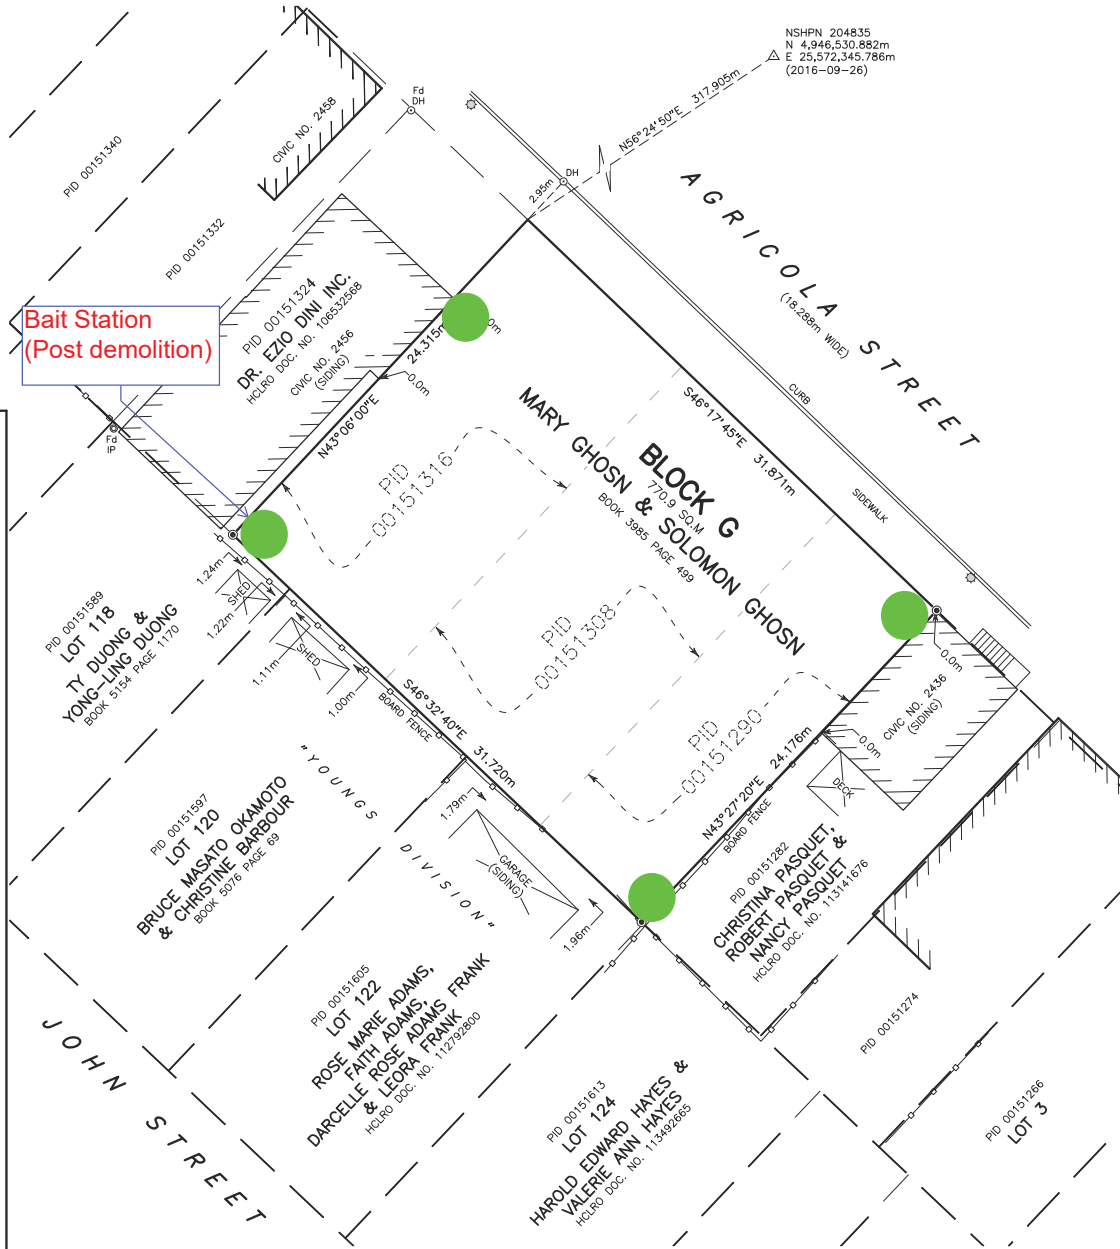 NSHPN 204835
N 4,946,530.882m
E 25,572,345.786m
(2016-09-26)
N56°24'50"E 317.905m
Fd
DH
DH
2.95m
CIVIC NO. 2458
PID 00151340
PID 00151332
AGRICOLA STREET
(18.288m WIDE)
CURB
SIDEWALK
Bait Station
(Post demolition)
PID 00151324
DR. EZIO DINI INC.
HCLRO DOC. NO. 106532568
CIVIC NO. 2456
(SIDING)
24.315m
0.0m
N43°06'00"E
Fd
IP
S46°17'45"E 31.871m
BLOCK G
770.9 SQ.M
MARY GHOSN & SOLOMON GHOSN
BOOK 3985 PAGE 499
PID
00151316
PID
00151308
PID
00151290
1.24m
SHED
1.22m
SHED
1.11m
1.00m
S46°32'40"E 31.720m
BOARD FENCE
PID 00151589
LOT 118
TY DUONG &
YONG-LING DUONG
BOOK 5154 PAGE 1170
0.0m
CIVIC NO. 2436
(SIDING)
0.0m
DECK
N43°27'20"E 24.176m
BOARD FENCE
"YOUNGS DIVISION"
1.79m
GARAGE
(SIDING)
1.96m
PID 00151597
LOT 120
BRUCE MASATO OKAMOTO
& CHRISTINE BARBOUR
BOOK 5076 PAGE 69
PID 00151282
CHRISTINA PASQUET,
ROBERT PASQUET &
NANCY PASQUET
HCLRO DOC. NO. 113141676
PID 00151605
LOT 122
ROSE MARIE ADAMS,
FAITH ADAMS,
DARCELLE ROSE ADAMS FRANK
& LEORA FRANK
HCLRO DOC. NO. 112792800
PID 00151613
LOT 124
HAROLD EDWARD HAYES &
VALERIE ANN HAYES
HCLRO DOC. NO. 113492665
PID 00151274
PID 00151266
LOT 3
JOHN STREET